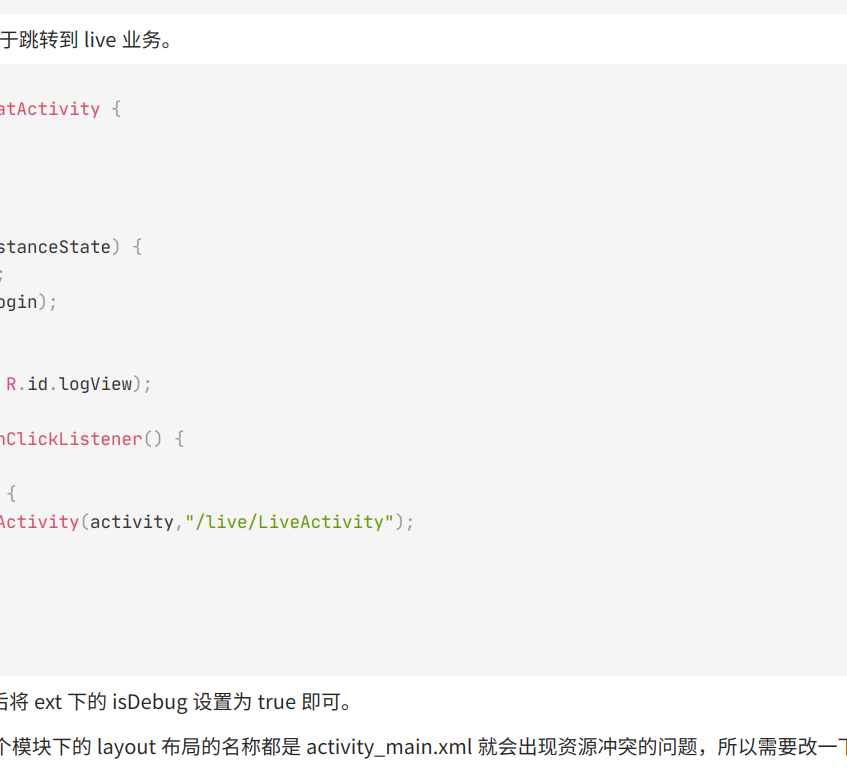 于跳转到 live 业务。
atActivity {
stanceState) {
;
ogin);
R.id.logView);
nClickListener() {
{
Activity(activity,"/live/LiveActivity");
后将 ext 下的 isDebug 设置为 true 即可。
个模块下的 layout 布局的名称都是 activity_main.xml 就会出现资源冲突的问题，所以需要改一下